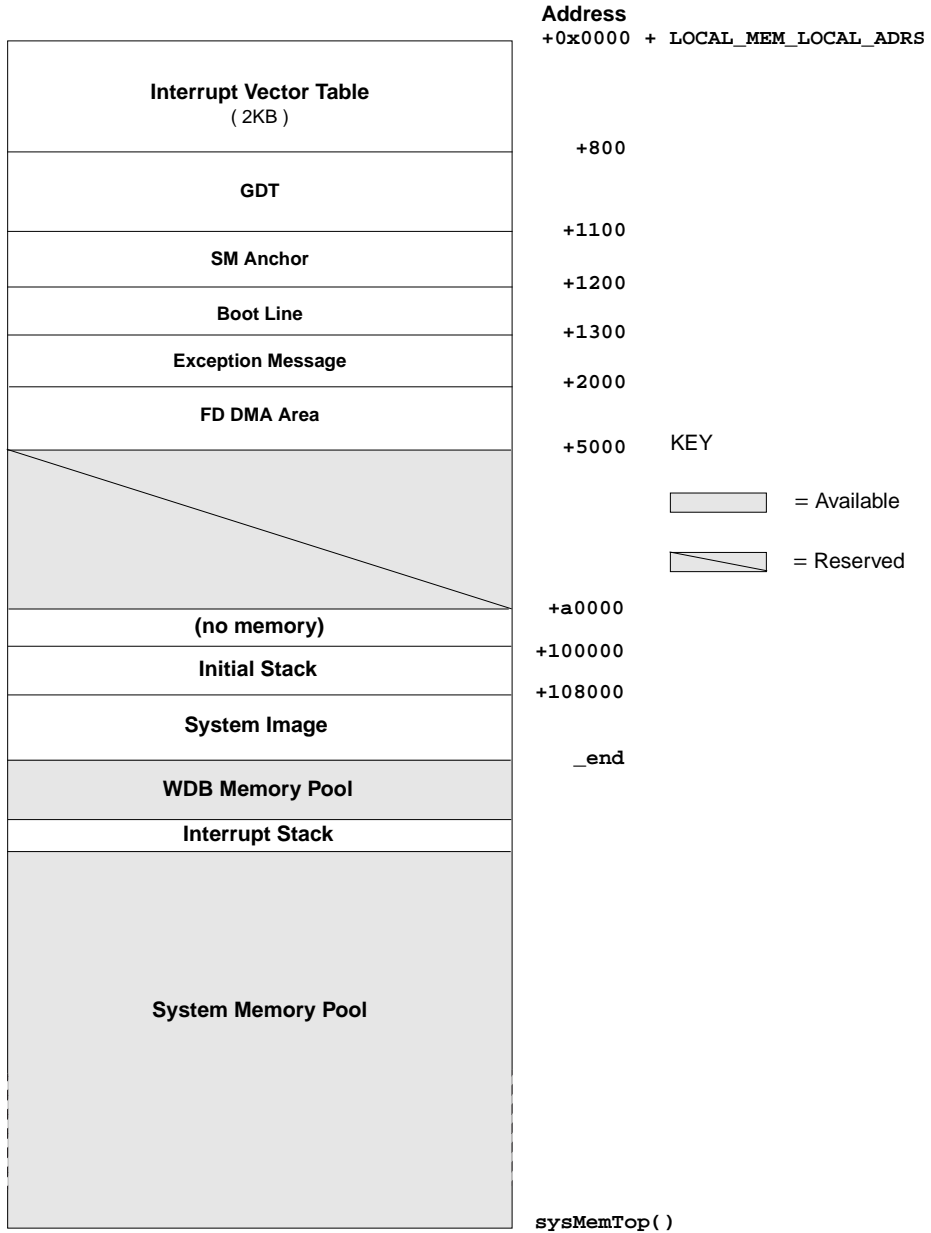 Address
+0x0000 + LOCAL_MEM_LOCAL_ADRS
Interrupt Vector Table
( 2KB )
+800
GDT
+1100
SM Anchor
+1200
Boot Line
+1300
Exception Message
+2000
FD DMA Area
+5000
KEY
= Available
= Reserved
+a0000
(no memory)
+100000
Initial Stack
+108000
System Image
_end
WDB Memory Pool
Interrupt Stack
System Memory Pool
sysMemTop()